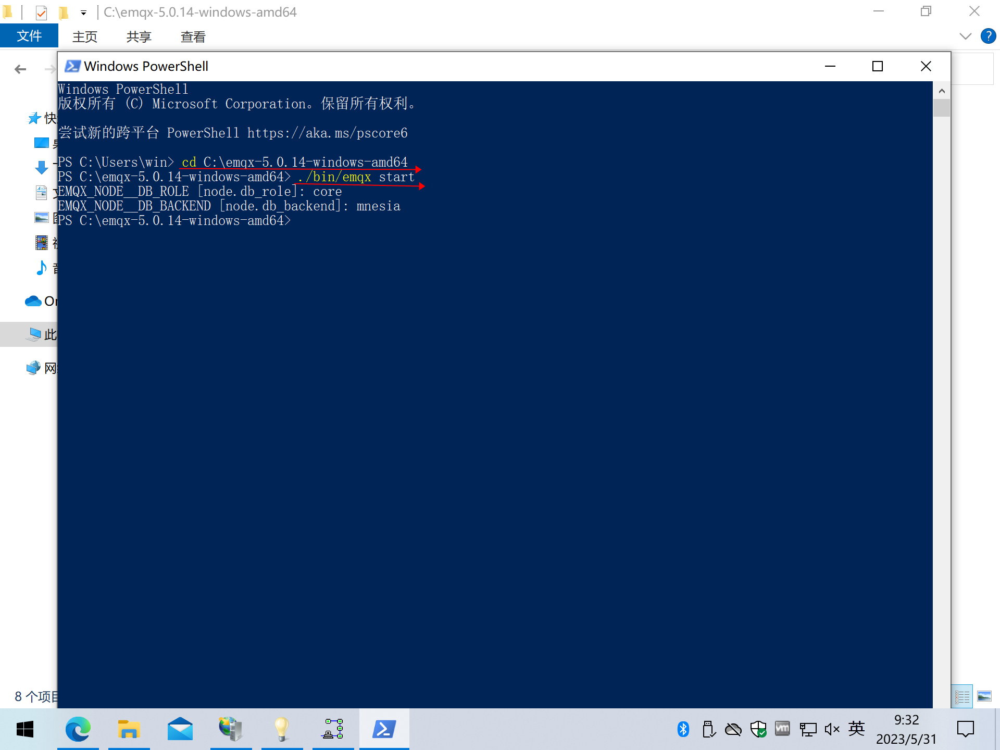 C:\emqx-5.0.14-windows-amd64
文件 主页 共享 查看
Windows PowerShell
Windows PowerShell
版权所有 (C) Microsoft Corporation。保留所有权利。
尝试新的跨平台 PowerShell https://aka.ms/pscore6
PS C:\Users\win> cd C:\emqx-5.0.14-windows-amd64
PS C:\emqx-5.0.14-windows-amd64> ./bin/emqx start
EMQX_NODE__DB_ROLE [node.db_role]: core
EMQX_NODE__DB_BACKEND [node.db_backend]: mnesia
PS C:\emqx-5.0.14-windows-amd64>
快
此
网
8 个项目
vm
英
9:32
2023/5/31